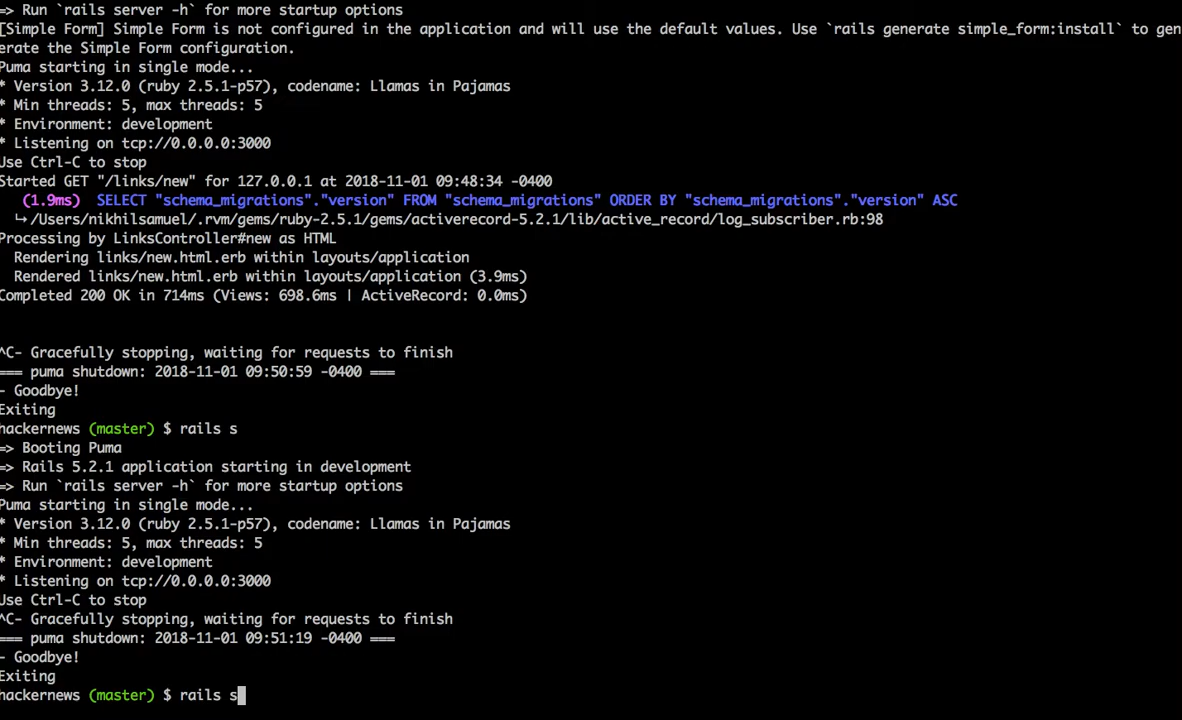 => Run `rails server -h` for more startup options
[Simple Form] Simple Form is not configured in the application and will use the default values. Use `rails generate simple_form:install` to gen
erate the Simple Form configuration.
Puma starting in single mode...
* Version 3.12.0 (ruby 2.5.1-p57), codename: Llamas in Pajamas
* Min threads: 5, max threads: 5
* Environment: development
* Listening on tcp://0.0.0.0:3000
Use Ctrl-C to stop
Started GET "/links/new" for 127.0.0.1 at 2018-11-01 09:48:34 -0400
(1.9ms) SELECT "schema_migrations"."version" FROM "schema_migrations" ORDER BY "schema_migrations"."version" ASC
↳ /Users/nikhilsamuel/.rvm/gems/ruby-2.5.1/gems/activerecord-5.2.1/lib/active_record/log_subscriber.rb:98
Processing by LinksController#new as HTML
Rendering links/new.html.erb within layouts/application
Rendered links/new.html.erb within layouts/application (3.9ms)
Completed 200 OK in 714ms (Views: 698.6ms | ActiveRecord: 0.0ms)
^C- Gracefully stopping, waiting for requests to finish
=== puma shutdown: 2018-11-01 09:50:59 -0400 ===
- Goodbye!
Exiting
hackernews (master) $ rails s
=> Booting Puma
=> Rails 5.2.1 application starting in development
=> Run `rails server -h` for more startup options
Puma starting in single mode...
* Version 3.12.0 (ruby 2.5.1-p57), codename: Llamas in Pajamas
* Min threads: 5, max threads: 5
* Environment: development
* Listening on tcp://0.0.0.0:3000
Use Ctrl-C to stop
^C- Gracefully stopping, waiting for requests to finish
=== puma shutdown: 2018-11-01 09:51:19 -0400 ===
- Goodbye!
Exiting
hackernews (master) $ rails s